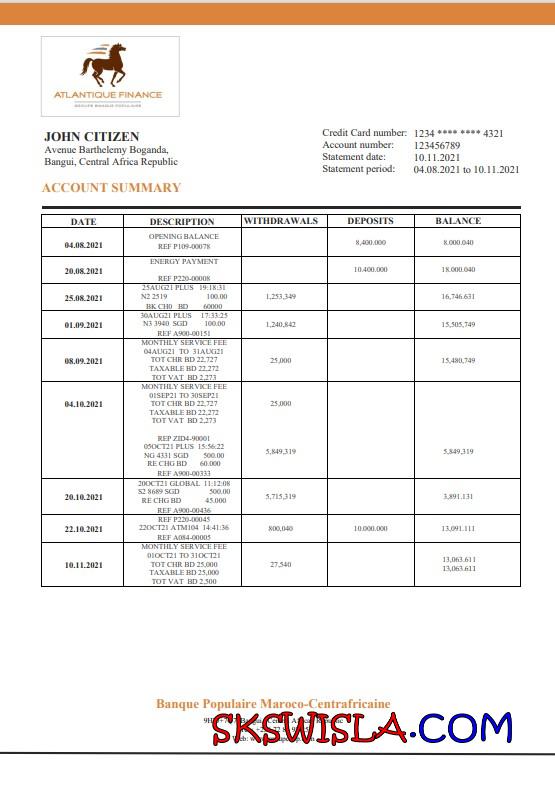 ATLANTIQUE FINANCE
GROUPE BANQUE POPULAIRE
JOHN CITIZEN
Avenue Barthelemy Boganda,
Bangui, Central Africa Republic
Credit Card number: 1234 **** **** 4321
Account number: 123456789
Statement date: 10.11.2021
Statement period: 04.08.2021 to 10.11.2021
ACCOUNT SUMMARY
DATE DESCRIPTION WITHDRAWALS DEPOSITS BALANCE
OPENING BALANCE
04.08.2021 8,400.000 8.000.040
REF P109-00078
ENERGY PAYMENT
20.08.2021 10.400.000 18.000.040
REF P220-00008
25AUG21 PLUS 19:18:31
25.08.2021 N2 2519 100.00 1,253,349 16,746.631
BK CH0 BD 60000
30AUG21 PLUS 17:33:25
01.09.2021 N3 3940 SGD 100.00 1,240,842 15,505,749
REF A900-00151
MONTHLY SERVICE FEE
04AUG21 TO 31AUG21
08.09.2021 TOT CHR BD 22,727 25,000 15,480,749
TAXABLE BD 22,272
TOT VAT BD 2,273
MONTHLY SERVICE FEE
01SEP21 TO 30SEP21
04.10.2021 TOT CHR BD 22,727 25,000
TAXABLE BD 22,272
TOT VAT BD 2,273
REP ZID4-90001
05OCT21 PLUS 15:56:22
NG 4331 SGD 500.00 5,849,319 5,849,319
RE CHG BD 60.000
REF A900-00333
20OCT21 GLOBAL 11:12:08
S2 8689 SGD 500.00
20.10.2021 5,715,319 3,891.131
RE CHG BD 45.000
REF A900-00436
REF P220-00045
22.10.2021 22OCT21 ATM104 14:41:36 800,040 10.000.000 13,091.111
REF A084-00005
MONTHLY SERVICE FEE
01OCT21 TO 31OCT21
10.11.2021 TOT CHR BD 25,000 27,540 13,063.611
TAXABLE BD 25,000 13,063.611
TOT VAT BD 2,500
Banque Populaire Maroco-Centrafricaine
SKSWISLA.COM